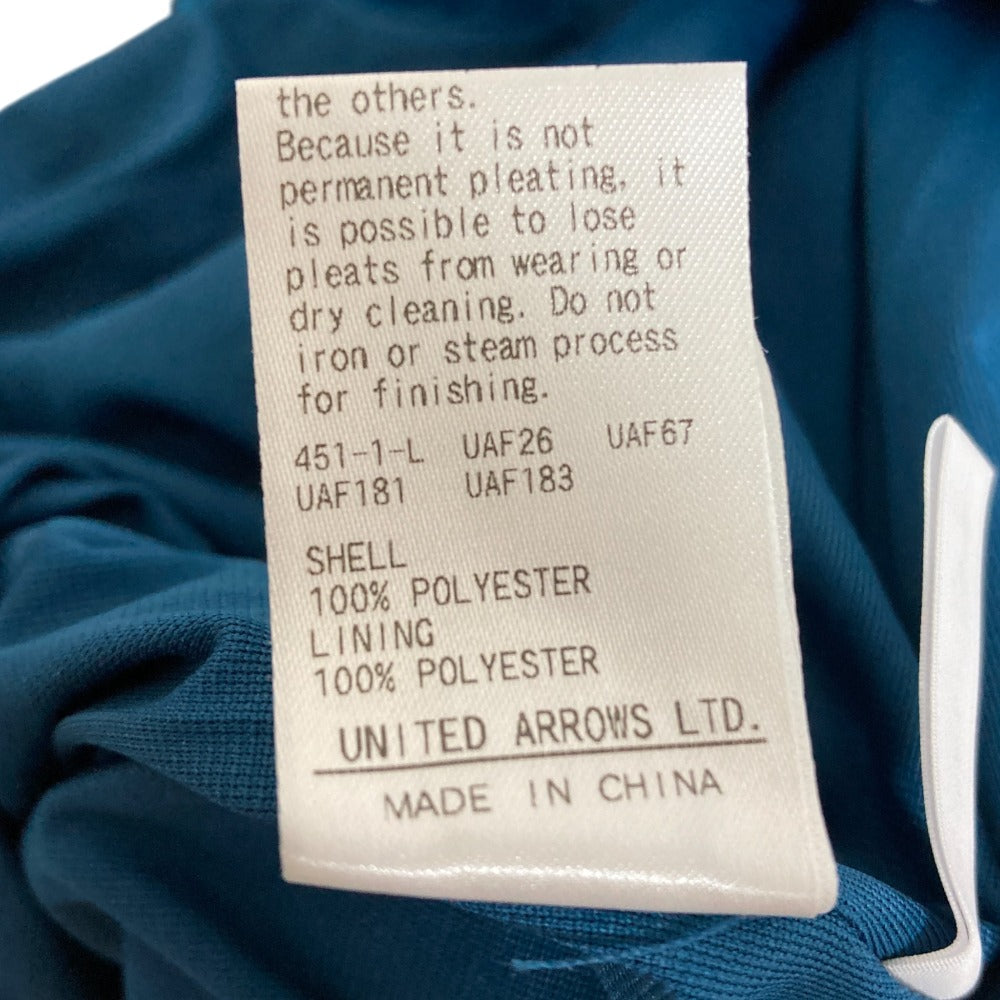 the others.
Because it is not
permanent pleating, it
is possible to lose
pleats from wearing or
dry cleaning. Do not
iron or steam process
for finishing.
451-1-L UAF26 UAF67
UAF181 UAF183
SHELL
100% POLYESTER
LINING
100% POLYESTER
UNITED ARROWS LTD.
MADE IN CHINA